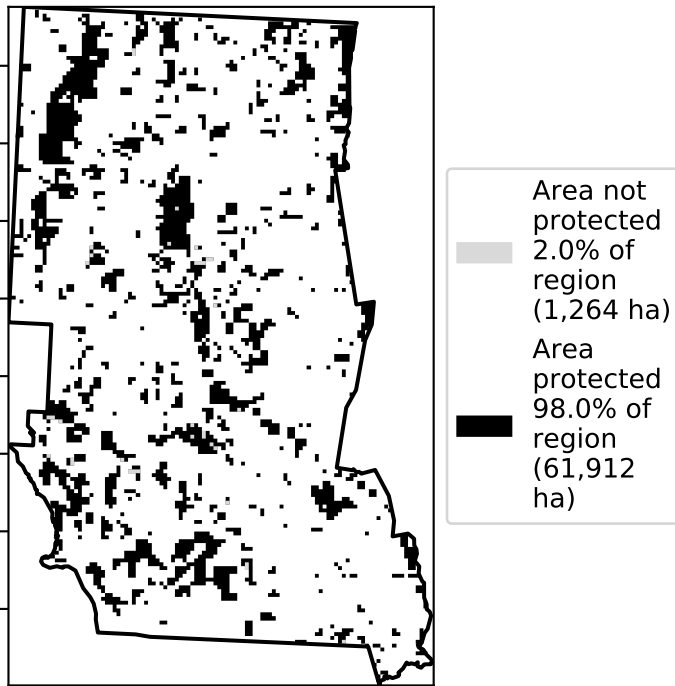 Area not
protected
2.0% of
region
(1,264 ha)
Area
protected
98.0% of
region
(61,912
ha)